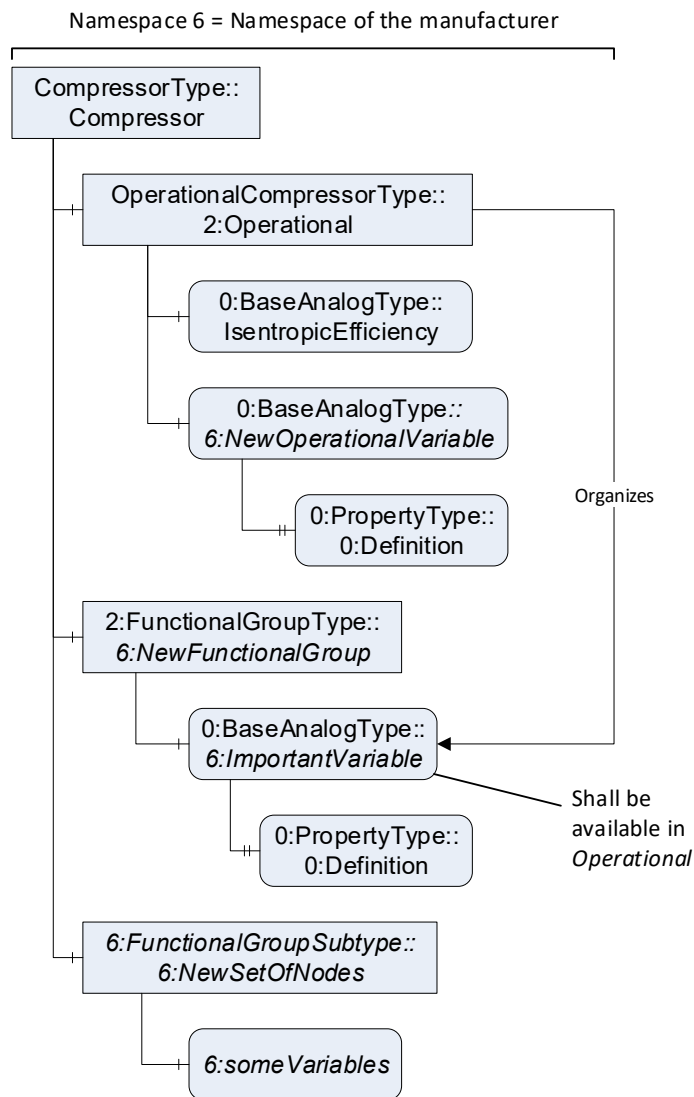 Namespace 6 = Namespace of the manufacturer
CompressorType::
Compressor
OperationalCompressorType::
2:Operational
0:BaseAnalogType::
IsentropicEfficiency
0:BaseAnalogType::
6:NewOperationalVariable
Organizes
0:PropertyType::
0:Definition
2:FunctionalGroupType::
6:NewFunctionalGroup
0:BaseAnalogType::
6:ImportantVariable
Shall be
available in
Operational
0:PropertyType::
0:Definition
6:FunctionalGroupSubtype::
6:NewSetOfNodes
6:someVariables